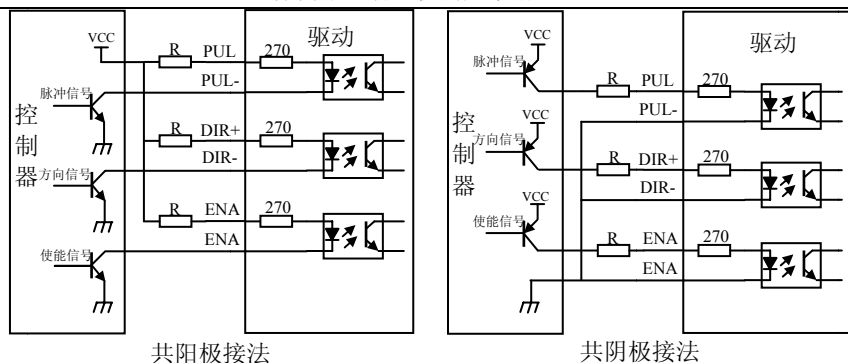 VCC
R
PUL
270
驱动
脉冲信号
PUL-
控制器
R
DIR+
270
DIR-
方向信号
R
ENA
270
使能信号
ENA
共阳极接法
VCC
驱动
脉冲信号
R
PUL
270
PUL-
控制器
VCC
方向信号
R
DIR+
270
DIR-
VCC
使能信号
R
ENA
270
ENA
共阴极接法